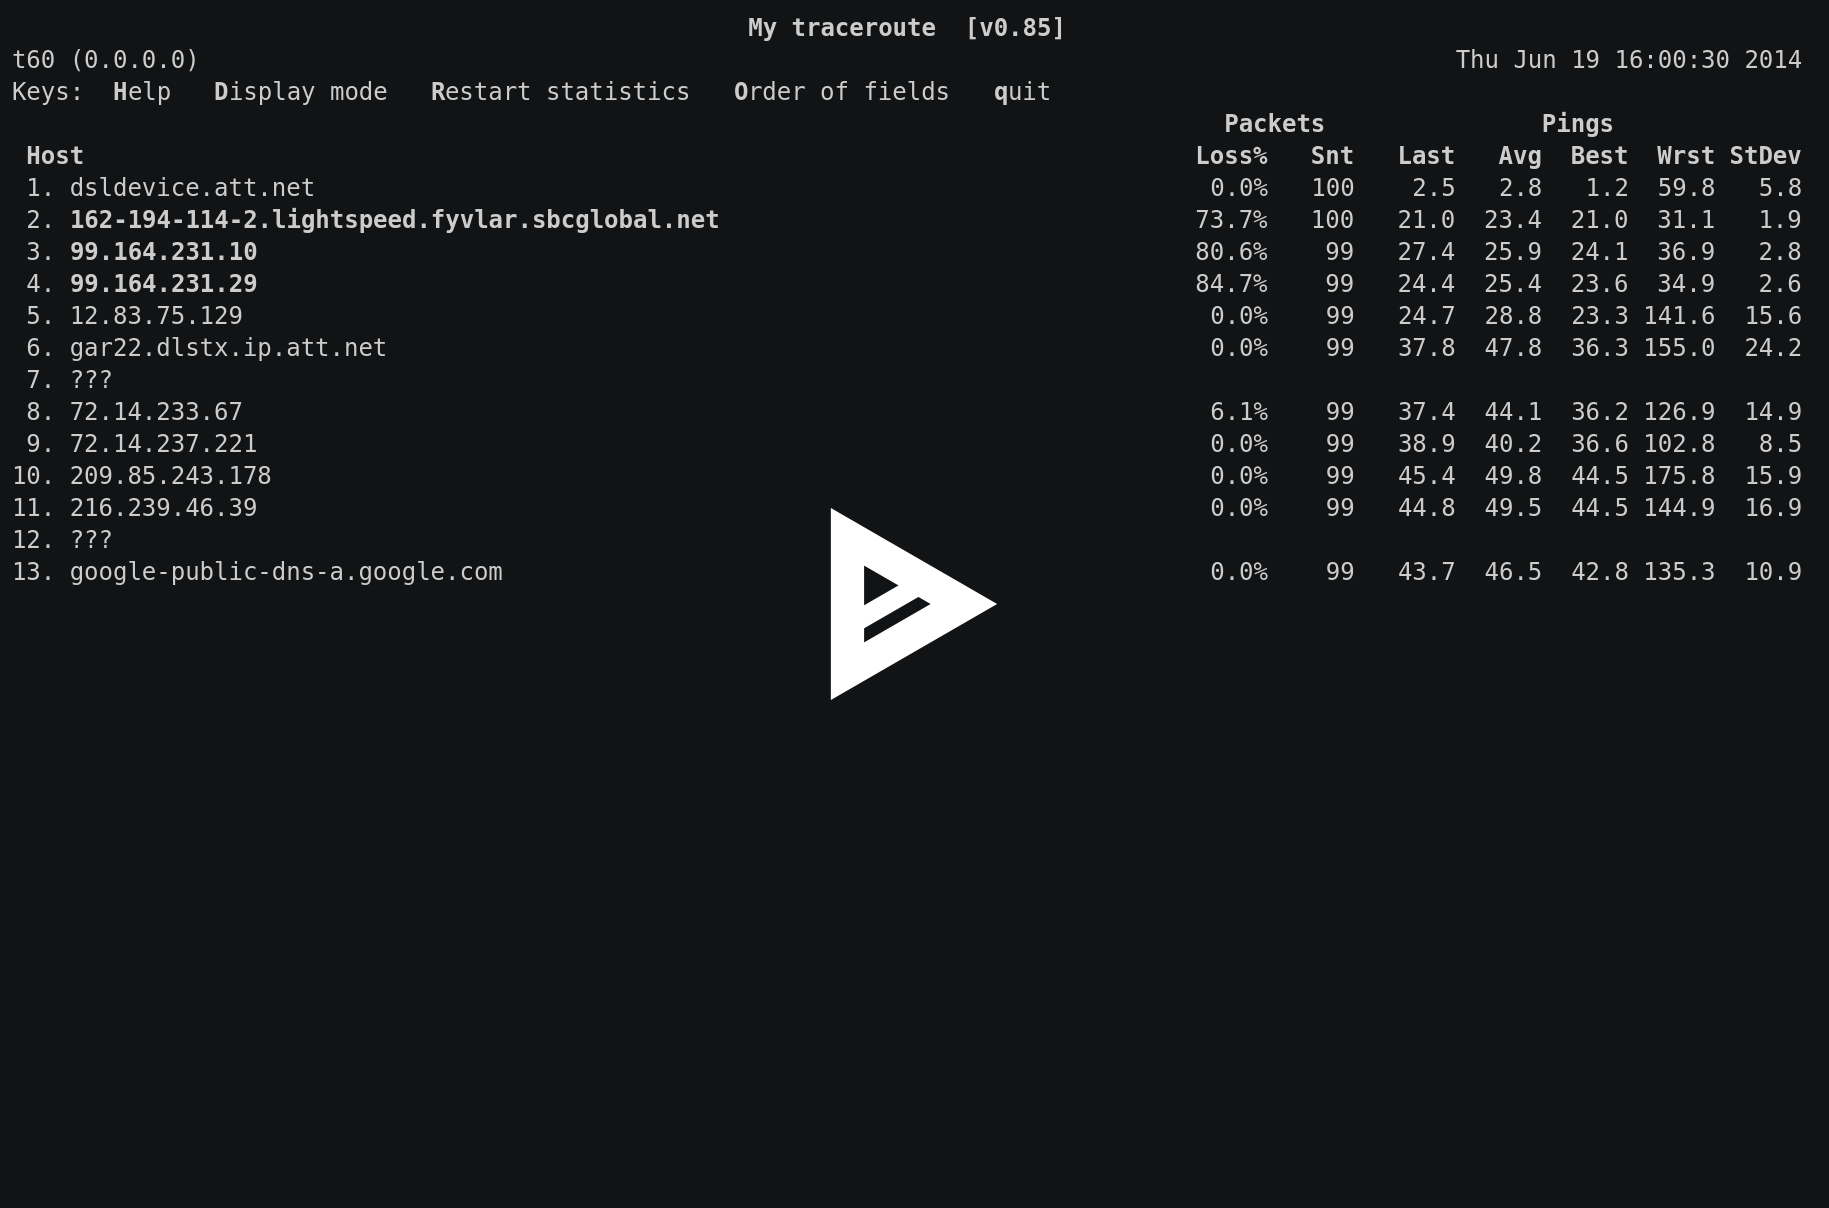 My traceroute  [v0.85]
t60 (0.0.0.0)                                                                                       Thu Jun 19 16:00:30 2014
Keys:  Help   Display mode   Restart statistics   Order of fields   quit
                                                                                    Packets               Pings
 Host                                                                             Loss%   Snt   Last   Avg  Best  Wrst StDev
 1. dsldevice.att.net                                                              0.0%   100    2.5   2.8   1.2  59.8   5.8
 2. 162-194-114-2.lightspeed.fyvlar.sbcglobal.net                                 73.7%   100   21.0  23.4  21.0  31.1   1.9
 3. 99.164.231.10                                                                 80.6%    99   27.4  25.9  24.1  36.9   2.8
 4. 99.164.231.29                                                                 84.7%    99   24.4  25.4  23.6  34.9   2.6
 5. 12.83.75.129                                                                   0.0%    99   24.7  28.8  23.3 141.6  15.6
 6. gar22.dlstx.ip.att.net                                                         0.0%    99   37.8  47.8  36.3 155.0  24.2
 7. ???
 8. 72.14.233.67                                                                   6.1%    99   37.4  44.1  36.2 126.9  14.9
 9. 72.14.237.221                                                                  0.0%    99   38.9  40.2  36.6 102.8   8.5
10. 209.85.243.178                                                                 0.0%    99   45.4  49.8  44.5 175.8  15.9
11. 216.239.46.39                                                                  0.0%    99   44.8  49.5  44.5 144.9  16.9
12. ???
13. google-public-dns-a.google.com                                                 0.0%    99   43.7  46.5  42.8 135.3  10.9